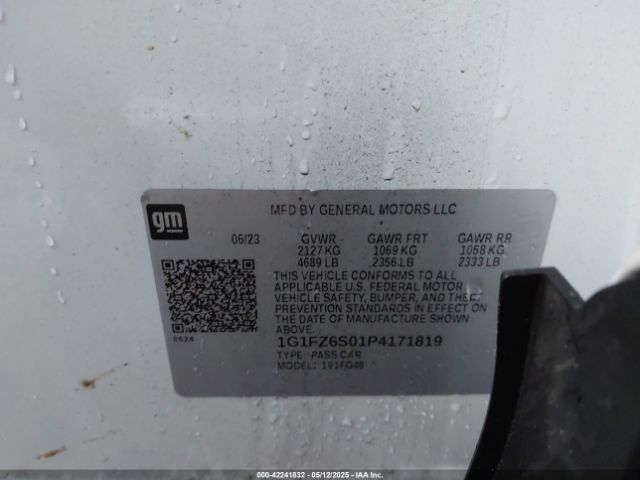 gm
MFD BY GENERAL MOTORS LLC
06/23 GVWR GAWR FRT GAWR RR
2127 KG 1069 KG 1058 KG
4689 LB 2356 LB 2333 LB
THIS VEHICLE CONFORMS TO ALL
APPLICABLE U.S. FEDERAL MOTOR
VEHICLE SAFETY, BUMPER, AND THEFT
PREVENTION STANDARDS IN EFFECT ON
THE DATE OF MANUFACTURE SHOWN
ABOVE.
8624
1G1FZ6S01P4171819
TYPE: PASS CAR
MODEL: 191FG48
000-42241832 - 05/12/2025 - IAA Inc.